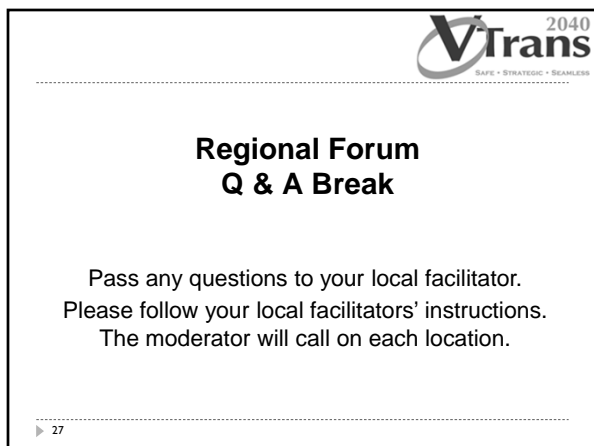 VTrans 2040
SAFE • STRATEGIC • SEAMLESS
Regional Forum
Q & A Break
Pass any questions to your local facilitator.
Please follow your local facilitators’ instructions.
The moderator will call on each location.
27